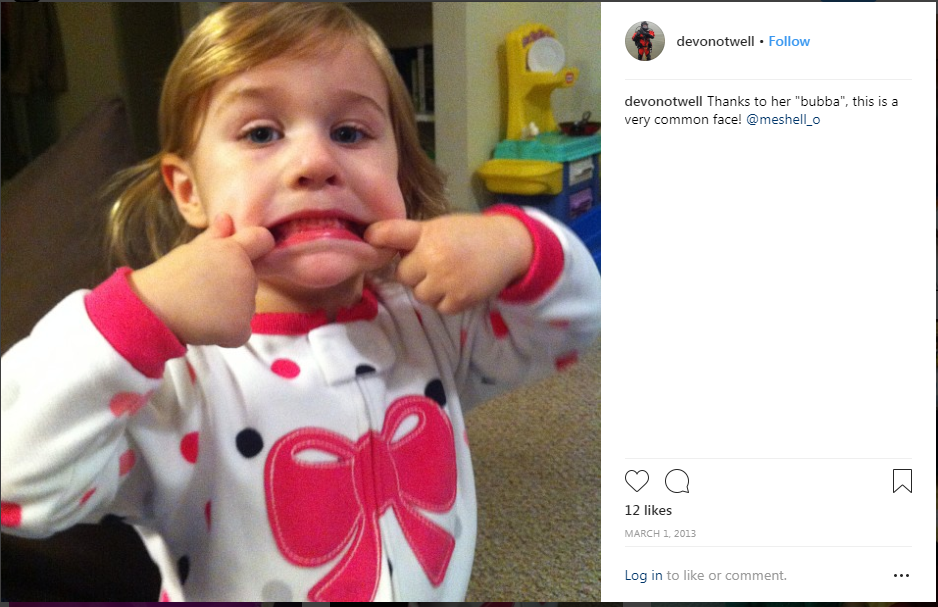 devonotwell • Follow
devonotwell Thanks to her "bubba", this is a
very common face! @meshell_o
12 likes
MARCH 1, 2013
Log in to like or comment.